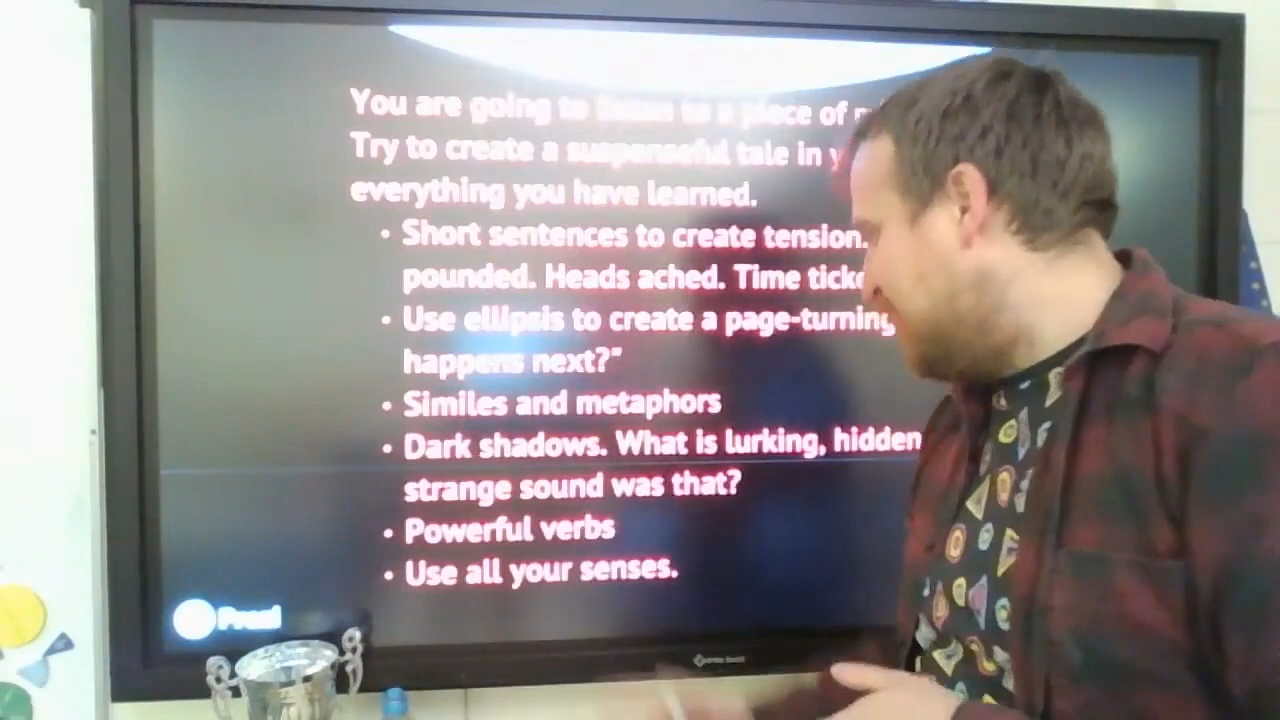 You are going to listen to a piece of
Try to create a suspenseful tale in
everything you have learned.
• Short sentences to create tension.
pounded. Heads ached. Time
• Use ellipsis to create a page-turning
happens next?"
• Similes and metaphors
• Dark shadows. What is lurking, hidden
strange sound was that?
• Powerful verbs
• Use all your senses.